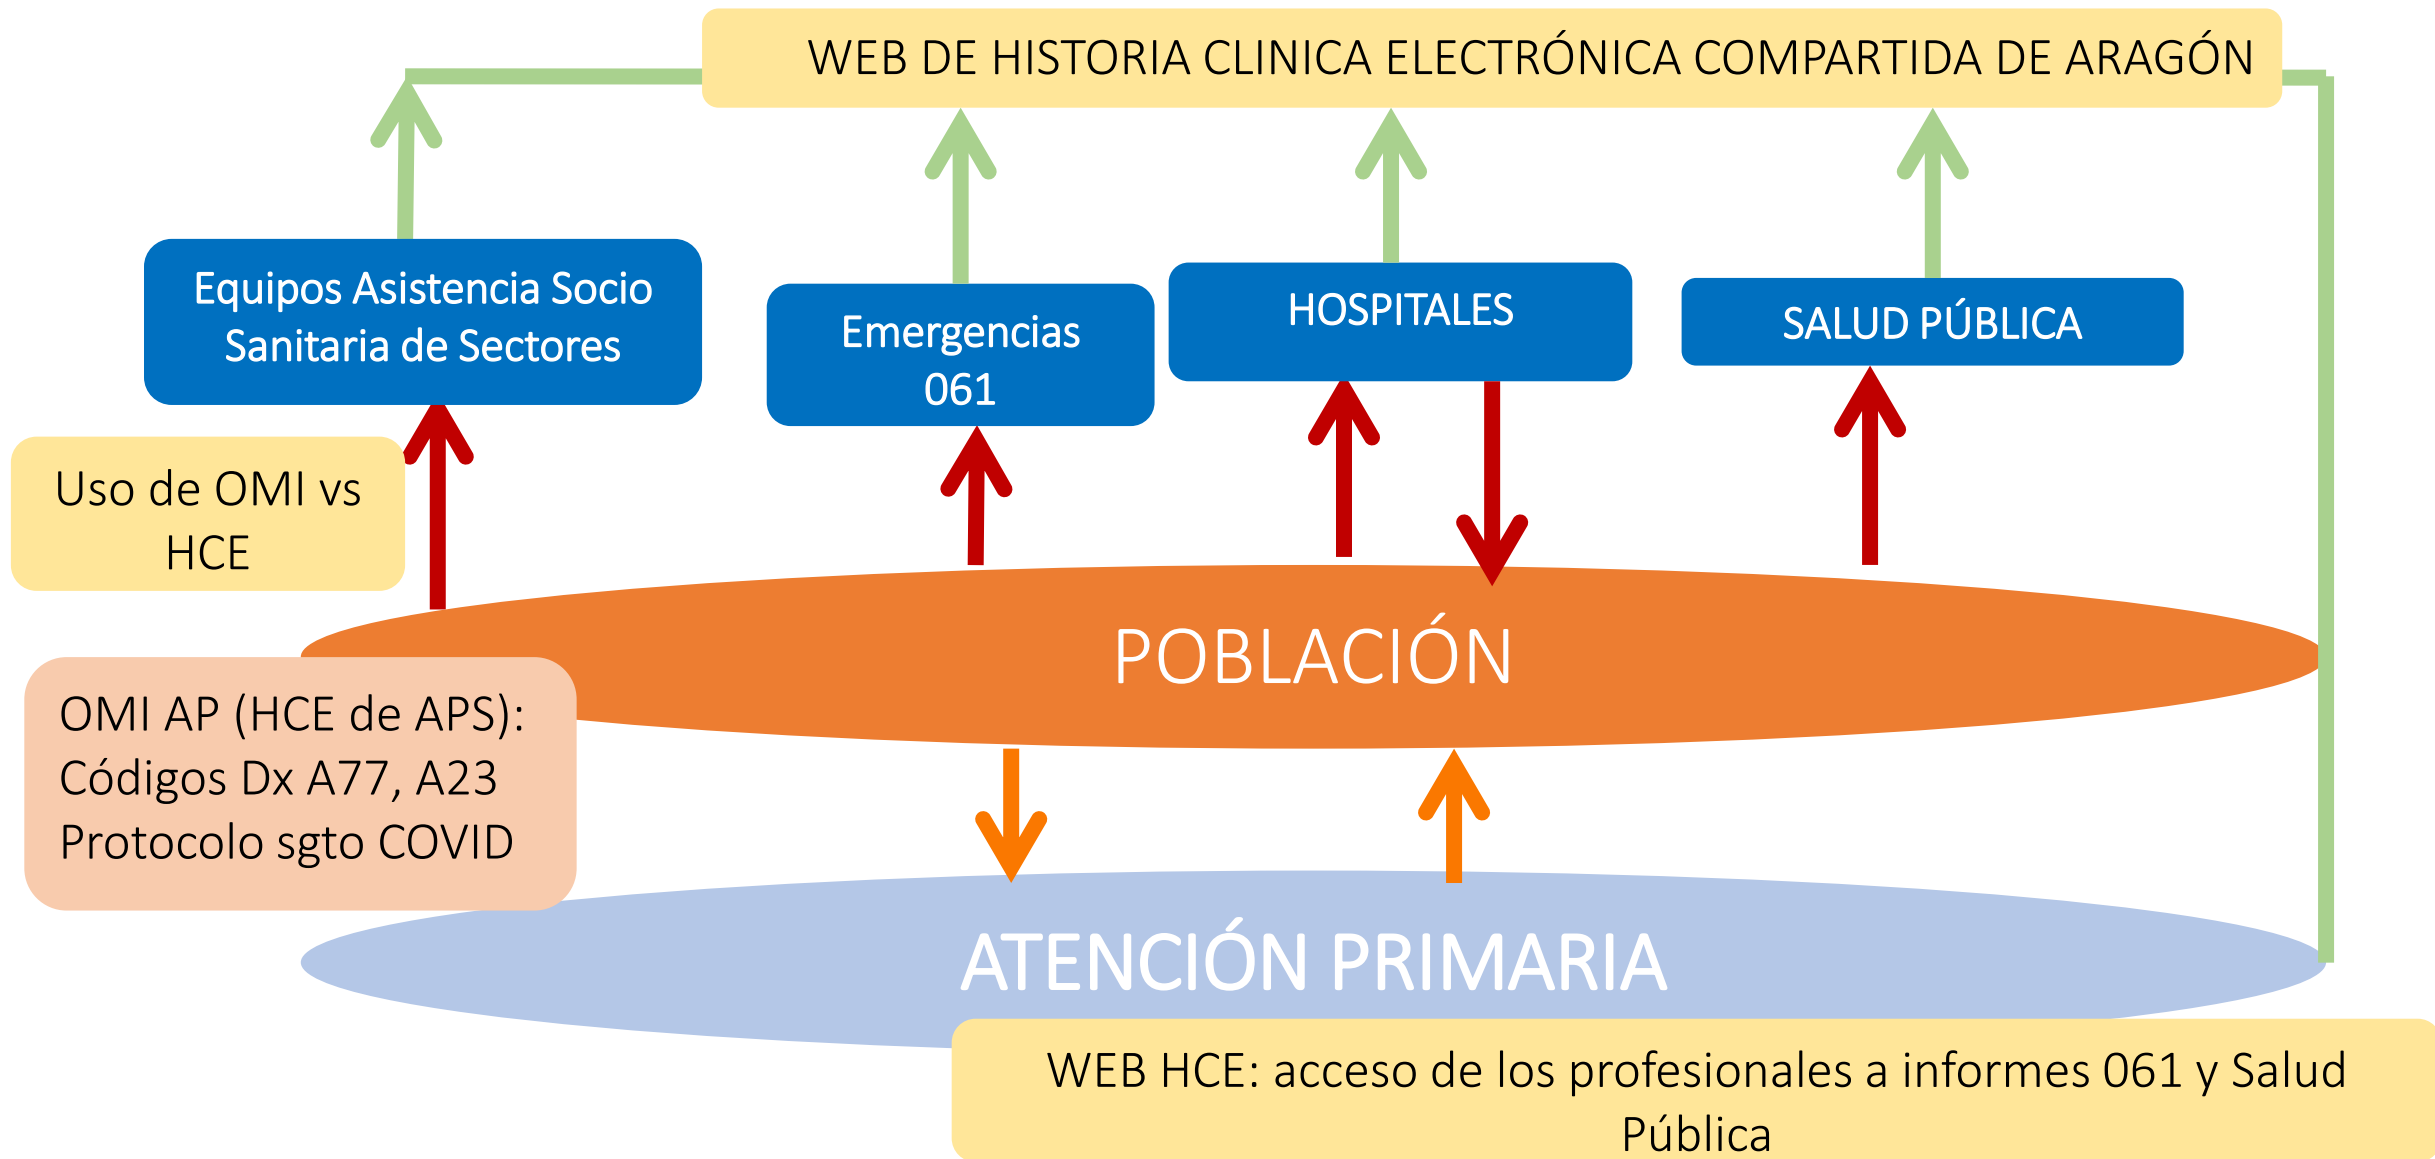 WEB DE HISTORIA CLINICA ELECTRÓNICA COMPARTIDA DE ARAGÓN
Equipos Asistencia Socio
Sanitaria de Sectores
Emergencias
061
HOSPITALES
SALUD PÚBLICA
Uso de OMI vs
HCE
POBLACIÓN
OMI AP (HCE de APS):
Códigos Dx A77, A23
Protocolo sgto COVID
ATENCIÓN PRIMARIA
WEB HCE: acceso de los profesionales a informes 061 y Salud
Pública